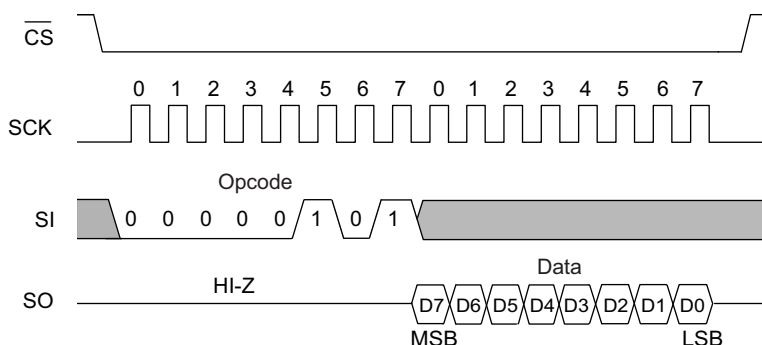 CS
0 1 2 3 4 5 6 7 0 1 2 3 4 5 6 7
SCK
Opcode
SI 0 0 0 0 0 1 0 1
Data
HI-Z
SO D7 D6 D5 D4 D3 D2 D1 D0
MSB LSB